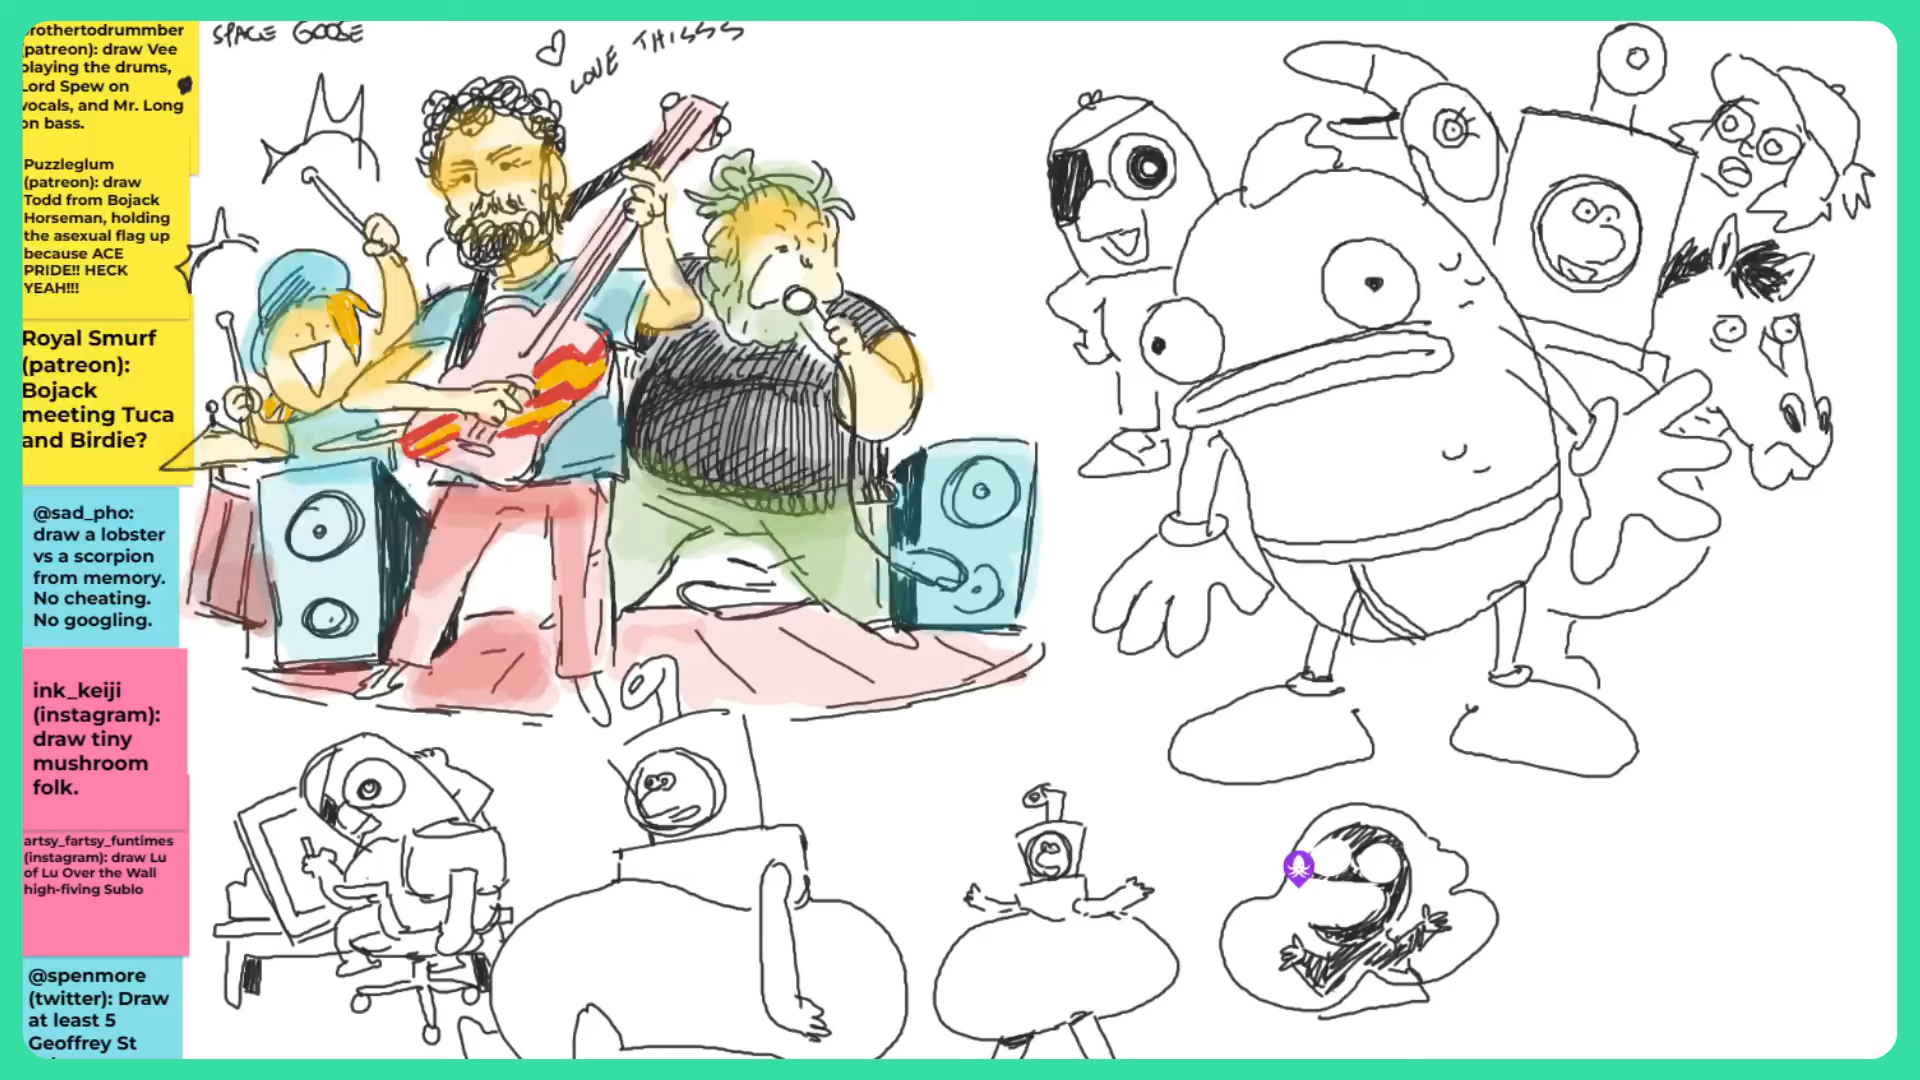 SPACE GOOSE
LOVE THISSS
rothertodrummber
(patreon): draw Vee
playing the drums,
Lord Spew on
vocals, and Mr. Long
on bass.
Puzzleglum
(patreon): draw
Todd from Bojack
Horseman, holding
the asexual flag up
because ACE
PRIDE!! HECK
YEAH!!!
Royal Smurf
(patreon):
Bojack
meeting Tuca
and Birdie?
@sad_pho:
draw a lobster
vs a scorpion
from memory.
No cheating.
No googling.
ink_keiji
(instagram):
draw tiny
mushroom
folk.
artsy_fartsy_funtimes
(instagram): draw Lu
of Lu Over the Wall
high-fiving Sublo
@spenmore
(twitter): Draw
at least 5
Geoffrey St